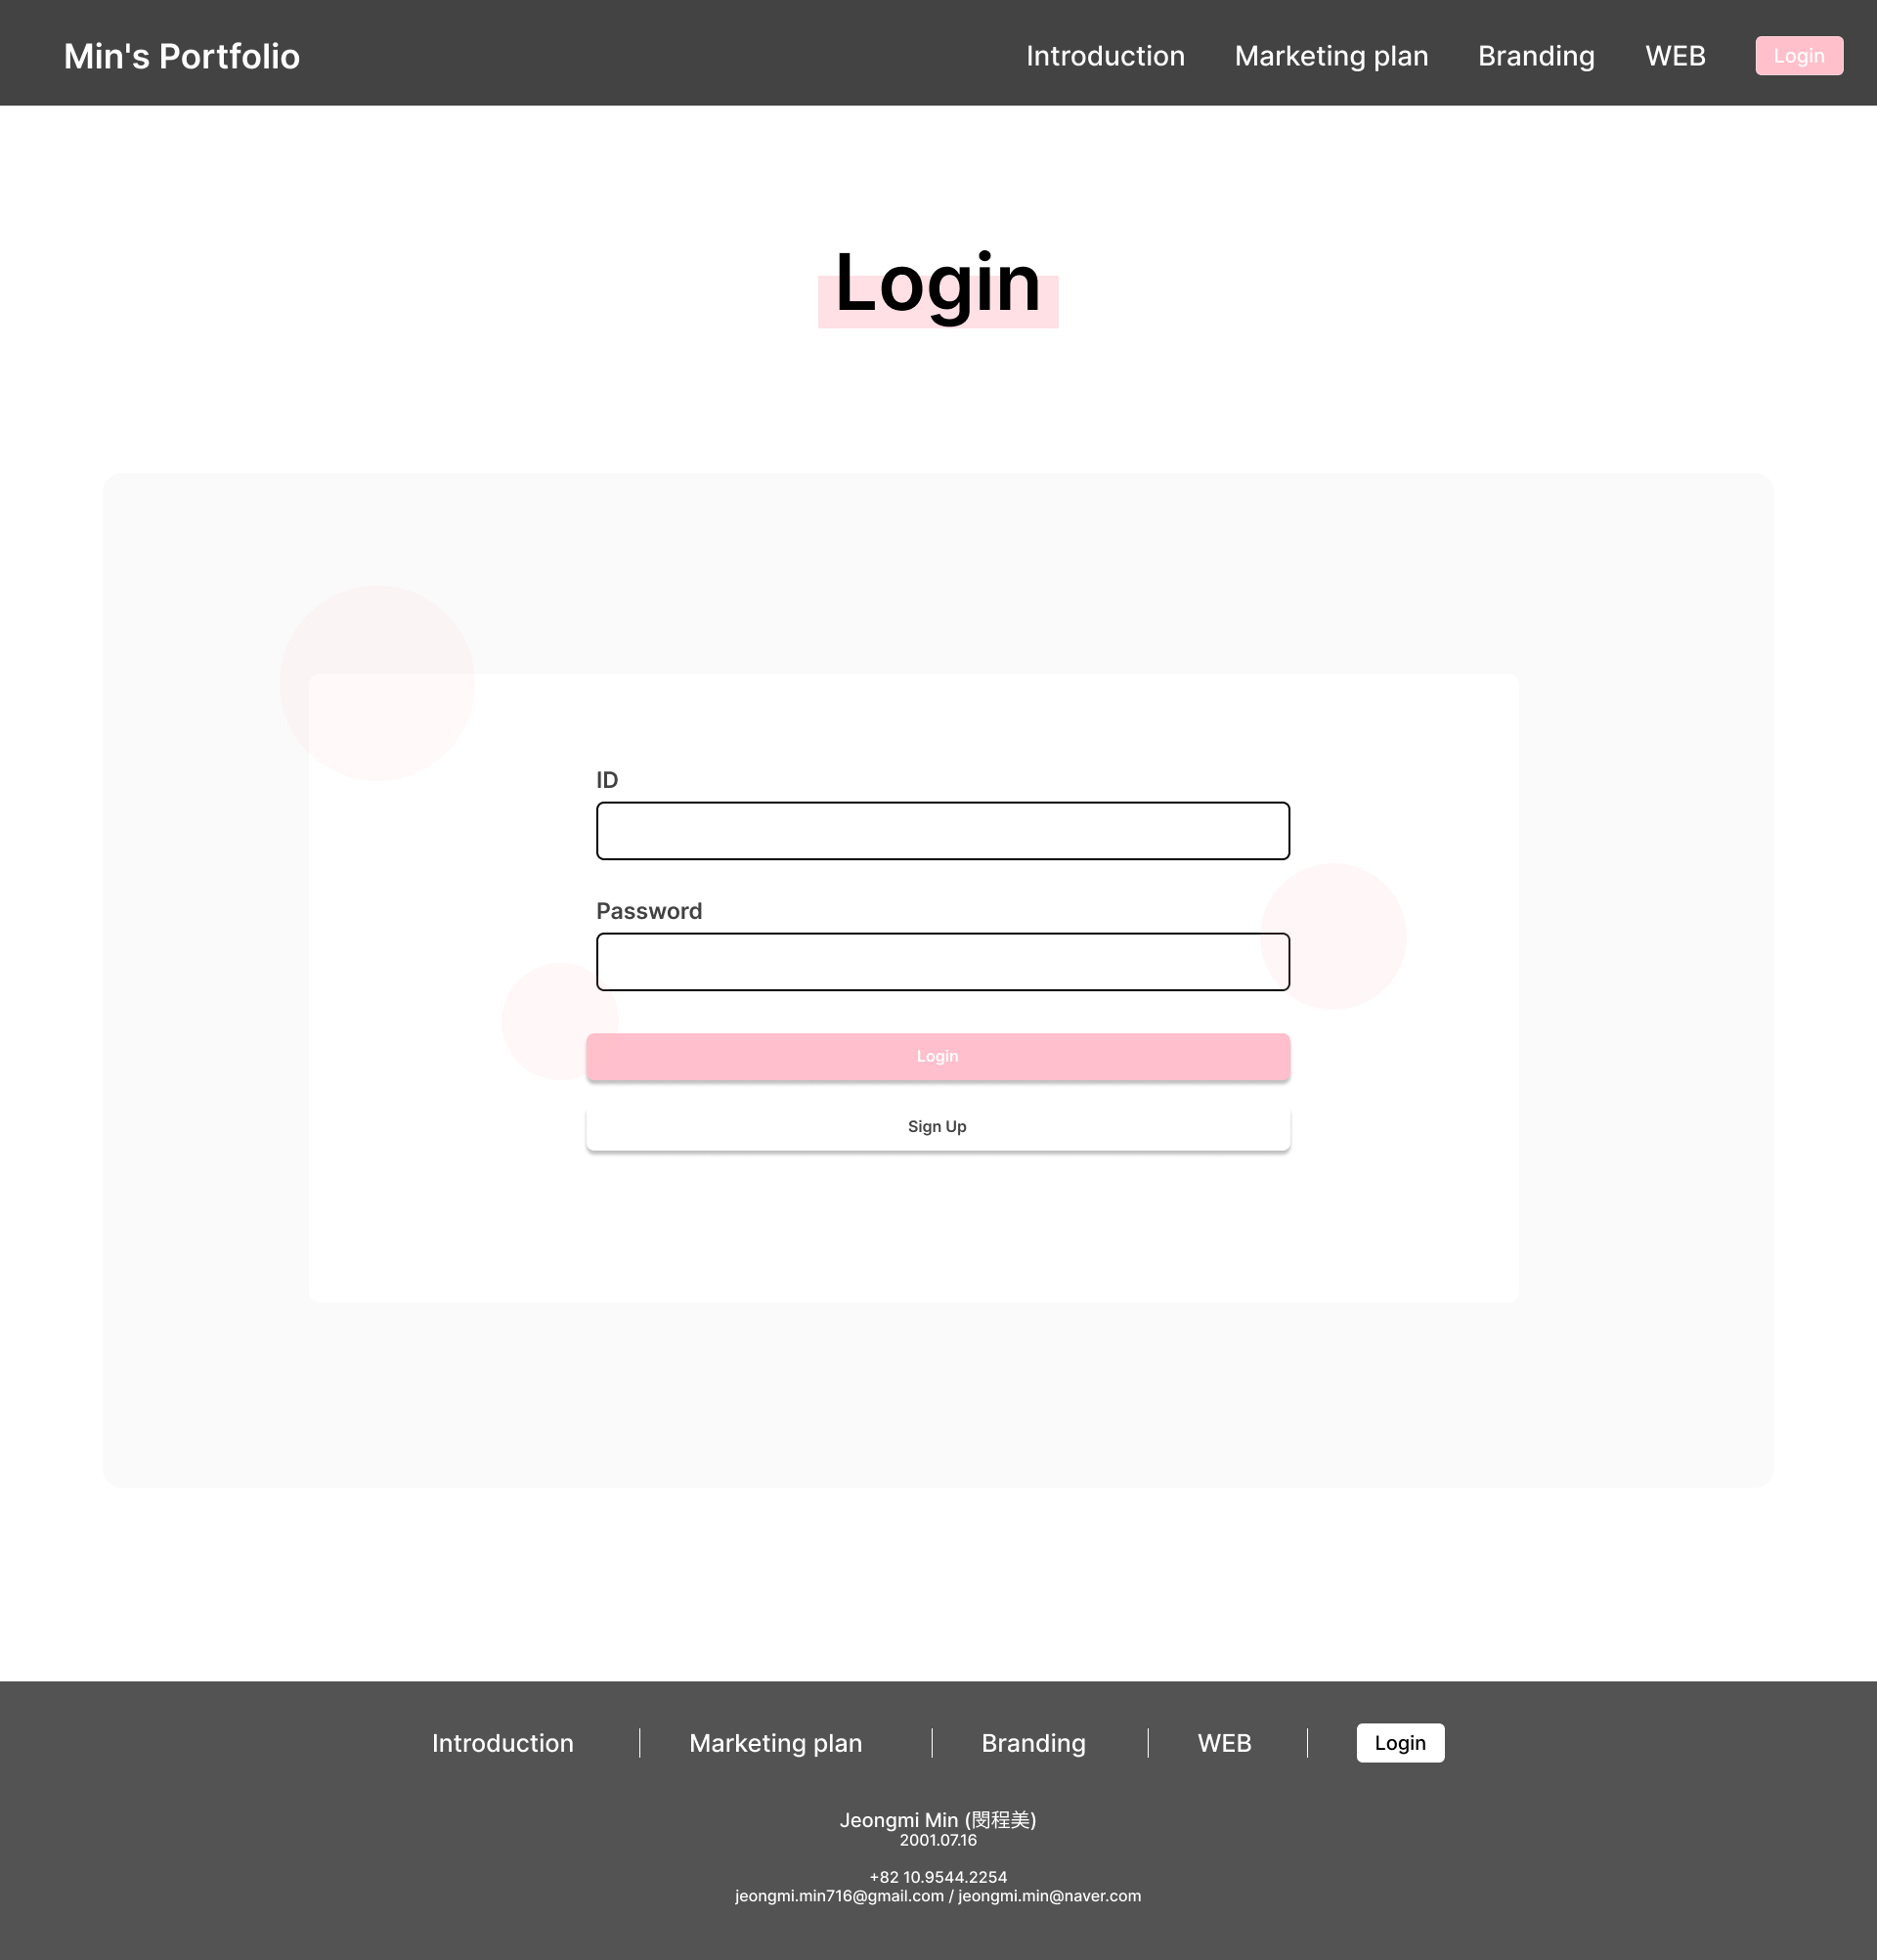 Min's Portfolio
Introduction Marketing plan Branding WEB Login
Login
ID
Password
Login
Sign Up
Introduction Marketing plan Branding WEB Login
Jeongmi Min (閔程美)
2001.07.16
+82 10.9544.2254
jeongmi.min716@gmail.com / jeongmi.min@naver.com